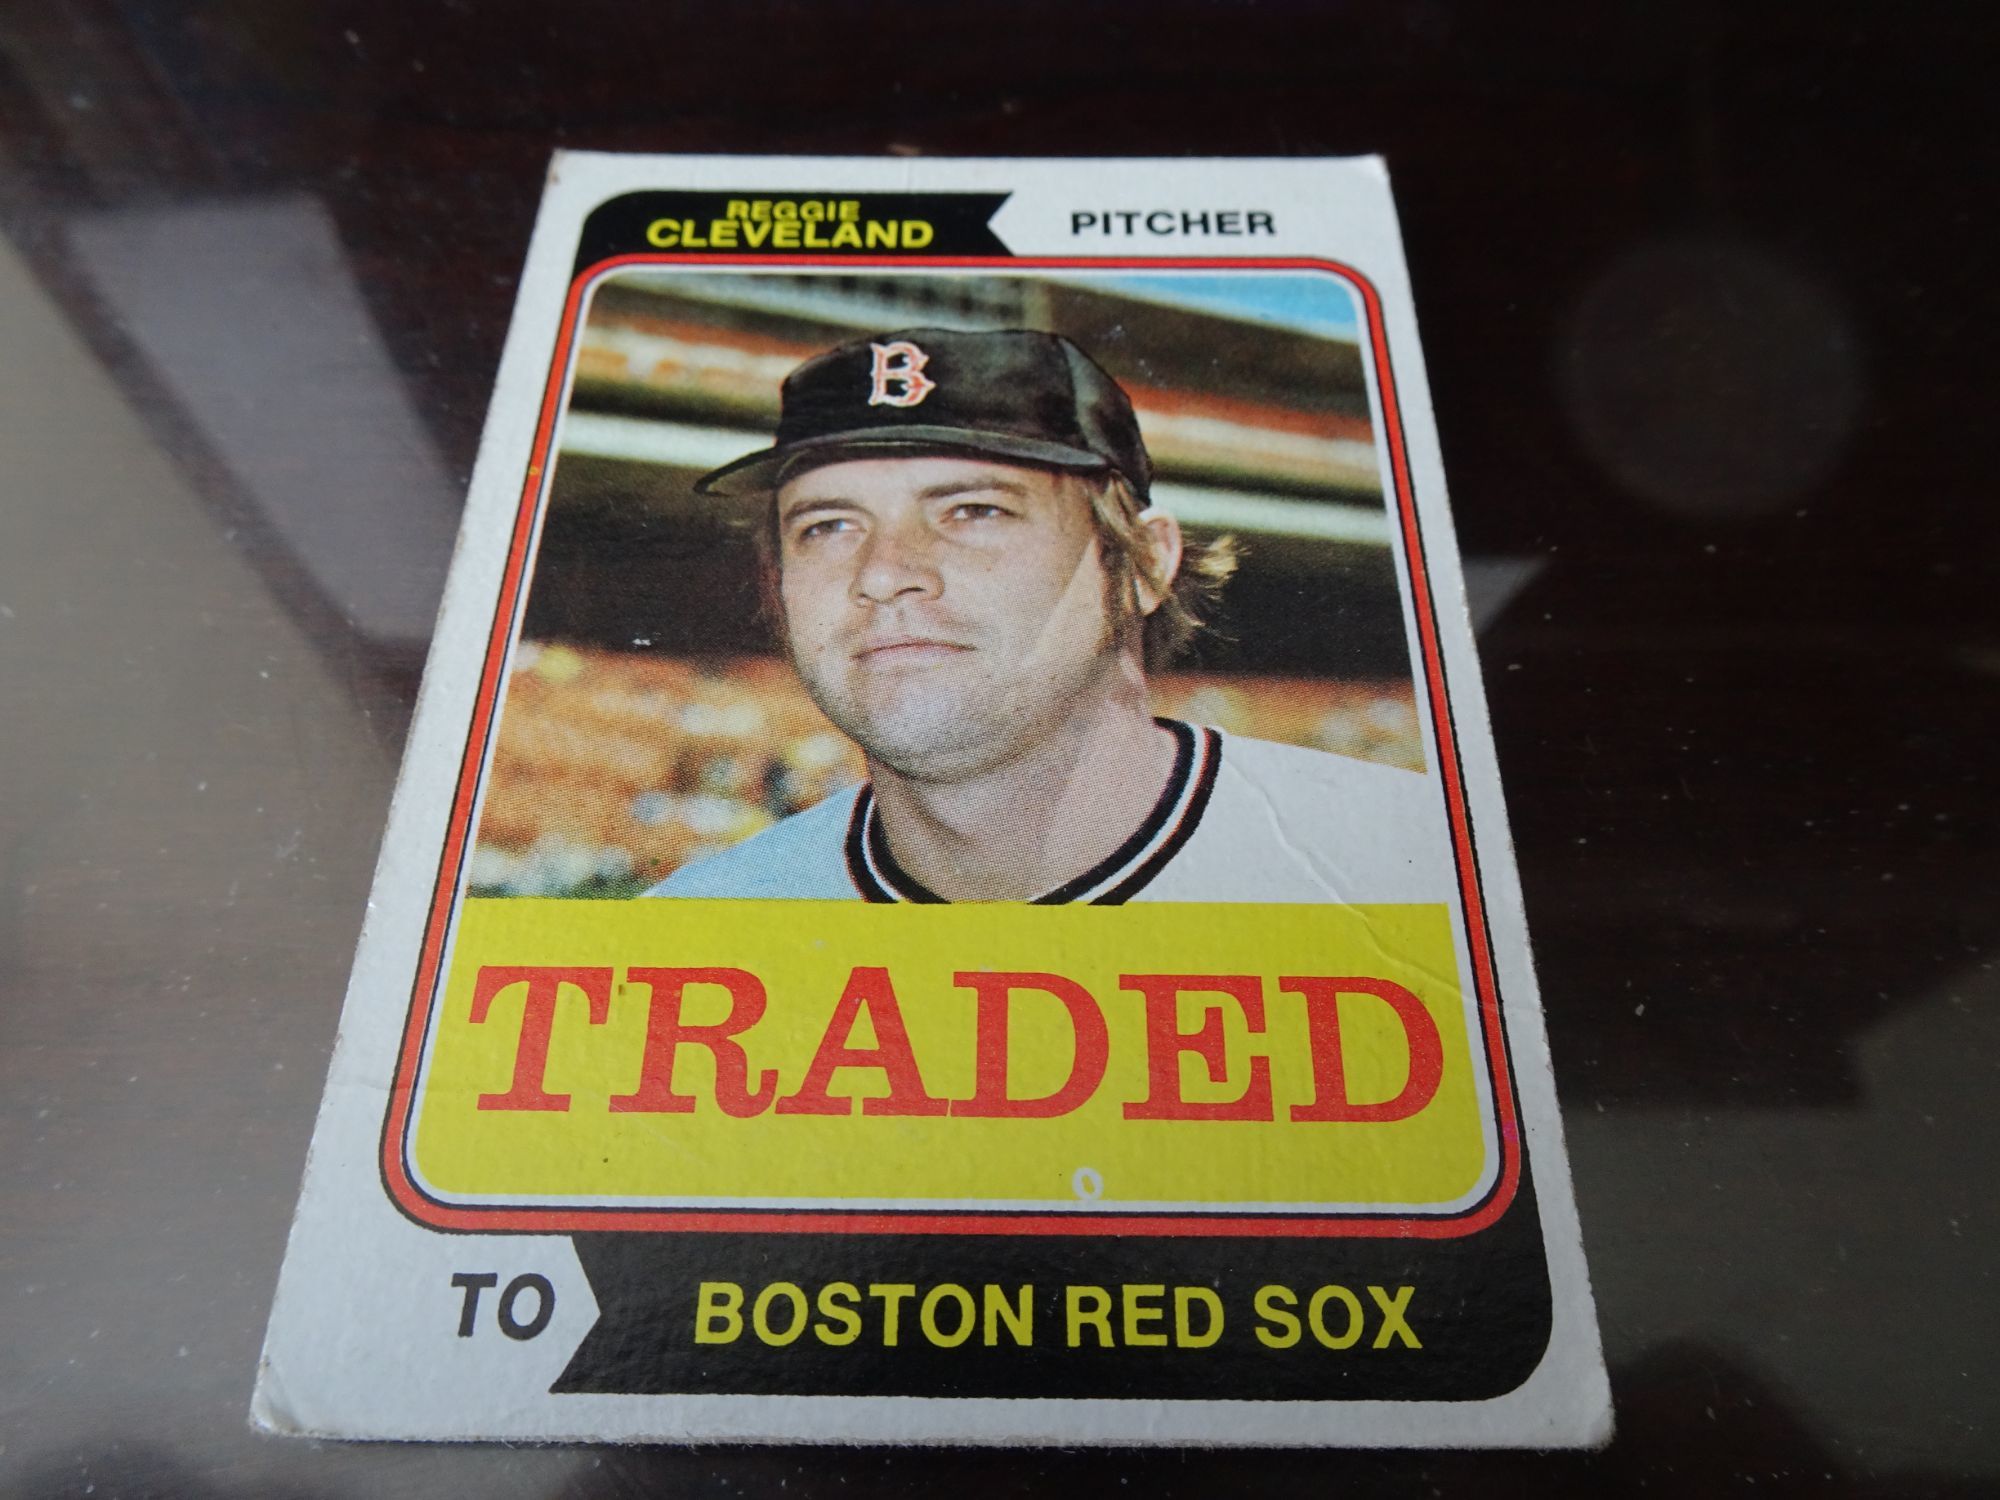 REGGIE
CLEVELAND
PITCHER
B
TRADED
TO
BOSTON RED SOX